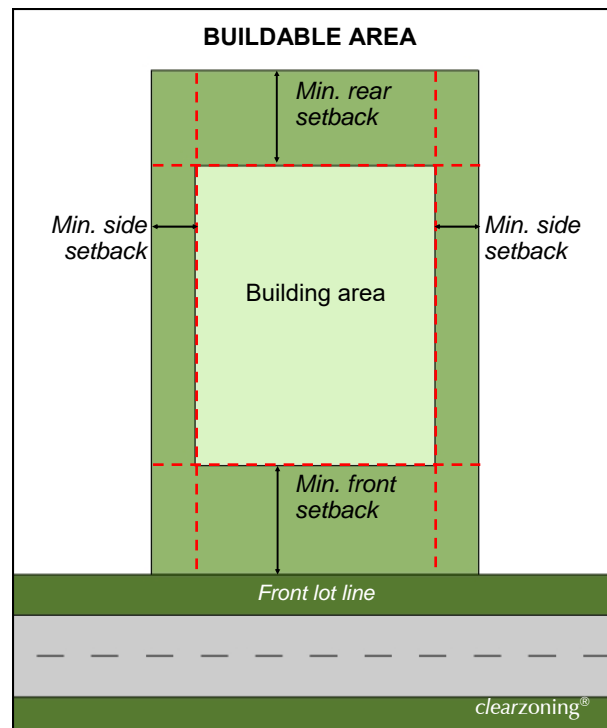 BUILDABLE AREA
Min. rear
setback
Min. side
setback
Min. side
setback
Building area
Min. front
setback
Front lot line
clearzoning®